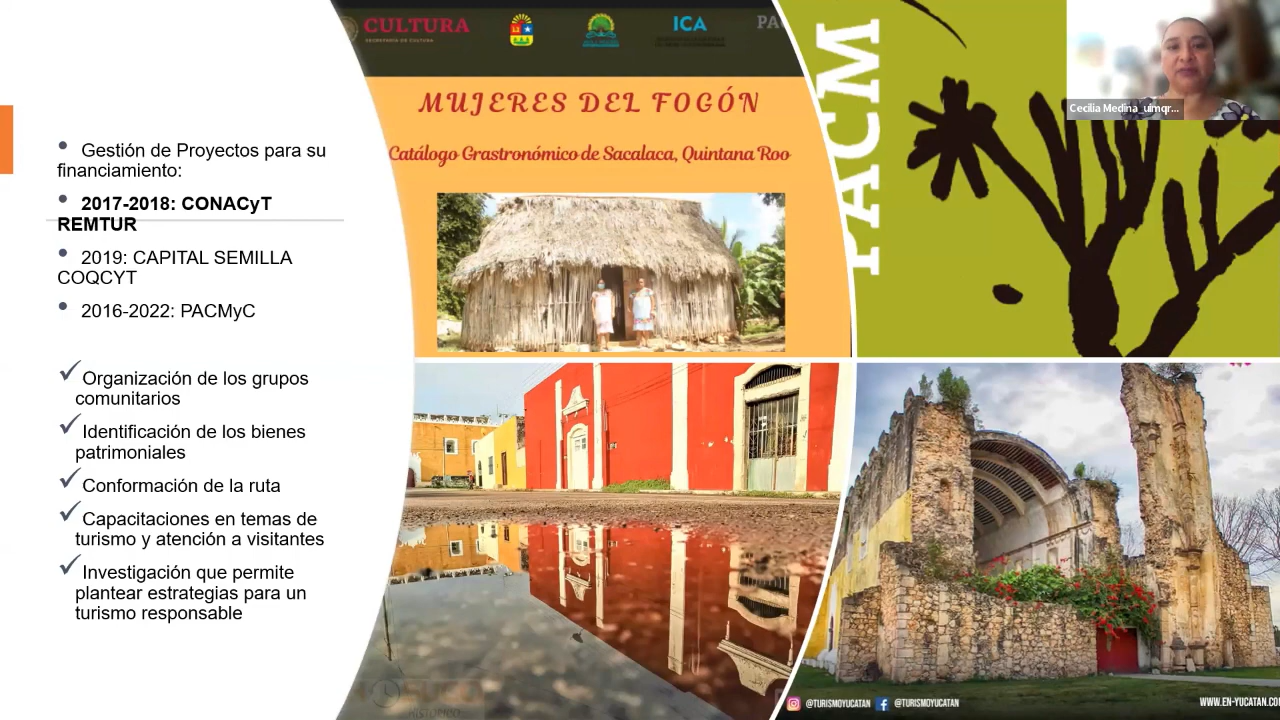 Gestión de Proyectos para su
financiamiento:
2017-2018: CONACyT
REMTUR
2019: CAPITAL SEMILLA
COQCYT
2016-2022: PACMyC
Organización de los grupos
comunitarios
Identificación de los bienes
patrimoniales
Conformación de la ruta
Capacitaciones en temas de
turismo y atención a visitantes
Investigación que permite
plantear estrategias para un
turismo responsable
CULTURA
SECRETARÍA DE CULTURA
ICA
MUJERES DEL FOGÓN
Catálogo Grastronómico de Sacalaca, Quintana Roo
PACM
Cecilia Medina_uimqr...
@TURISMOYUCATAN
@TURISMOYUCATAN
WWW.EN-YUCATAN.CO